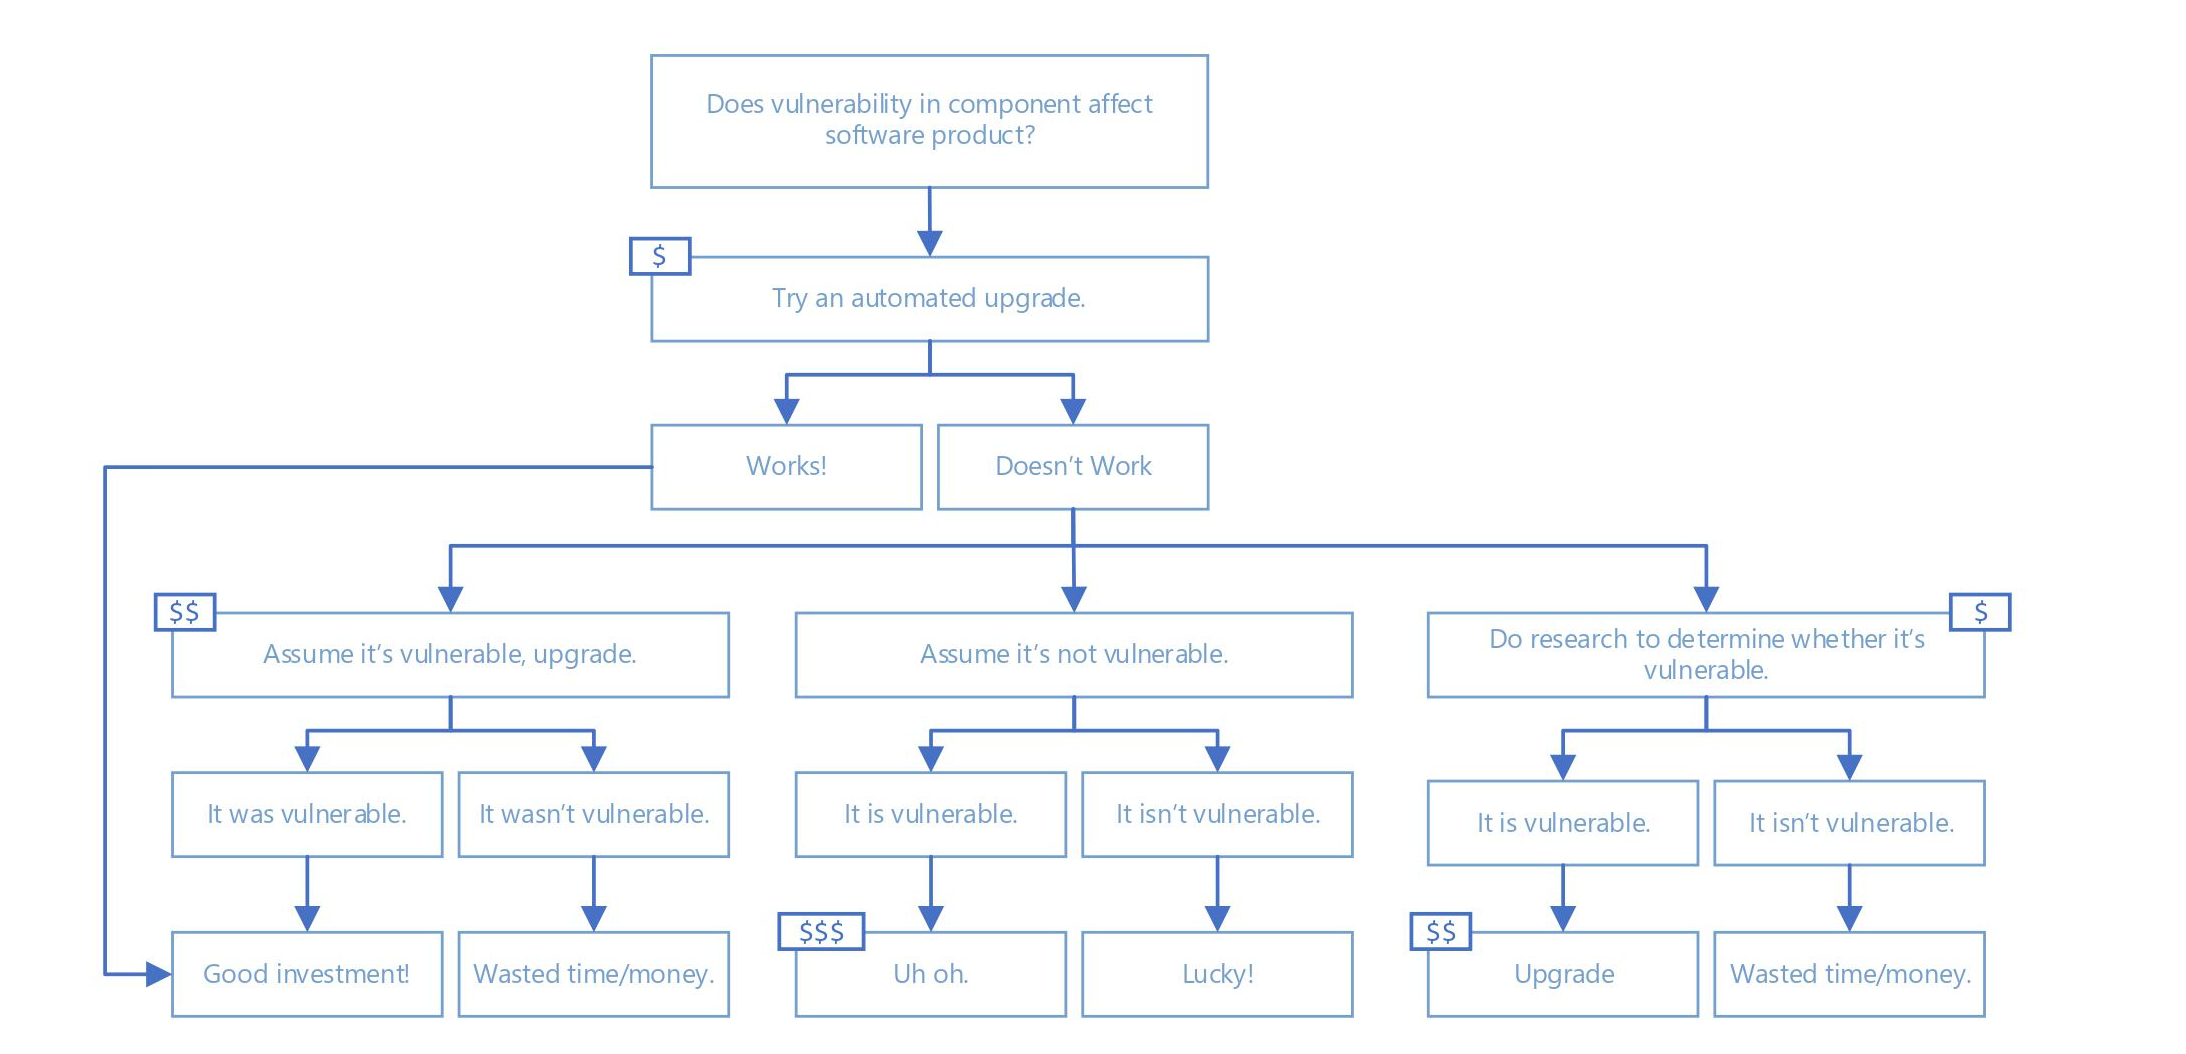 Does vulnerability in component affect
software product?
$
Try an automated upgrade.
Works!
Doesn't Work
$$
Assume it's vulnerable, upgrade.
Assume it's not vulnerable.
$
Do research to determine whether it's
vulnerable.
It was vulnerable.
It wasn't vulnerable.
It is vulnerable.
It isn't vulnerable.
It is vulnerable.
It isn't vulnerable.
Good investment!
Wasted time/money.
$$$
Uh oh.
Lucky!
$$
Upgrade
Wasted time/money.